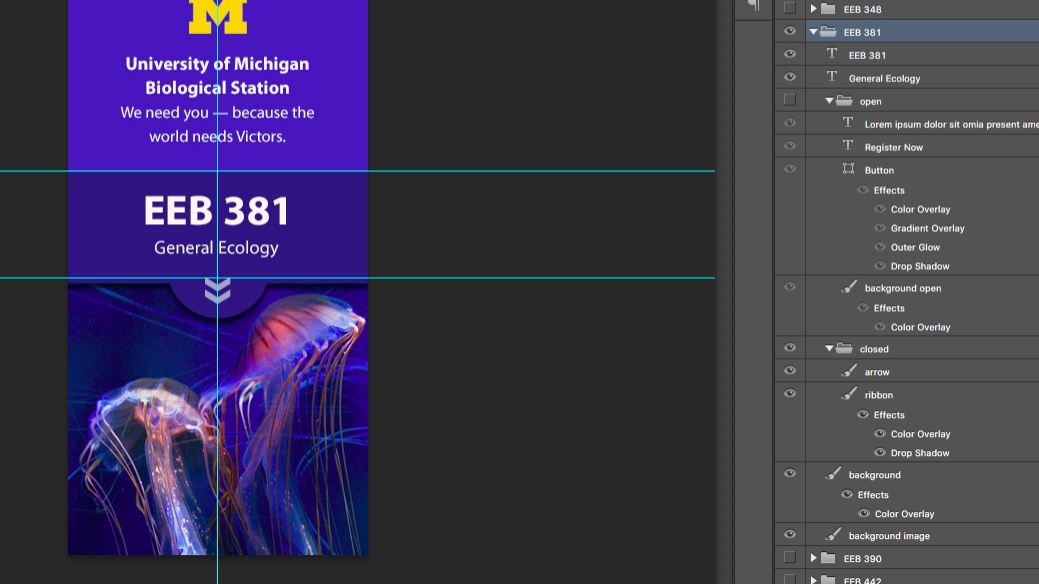 M
University of Michigan
Biological Station
We need you — because the
world needs Victors.
EEB 381
General Ecology
EEB 348
EEB 381
EEB 381
General Ecology
open
Lorem ipsum dolor sit omia present ame
Register Now
Button
Effects
Color Overlay
Gradient Overlay
Outer Glow
Drop Shadow
background open
Effects
Color Overlay
closed
arrow
ribbon
Effects
Color Overlay
Drop Shadow
background
Effects
Color Overlay
background image
EEB 390
EEB 442